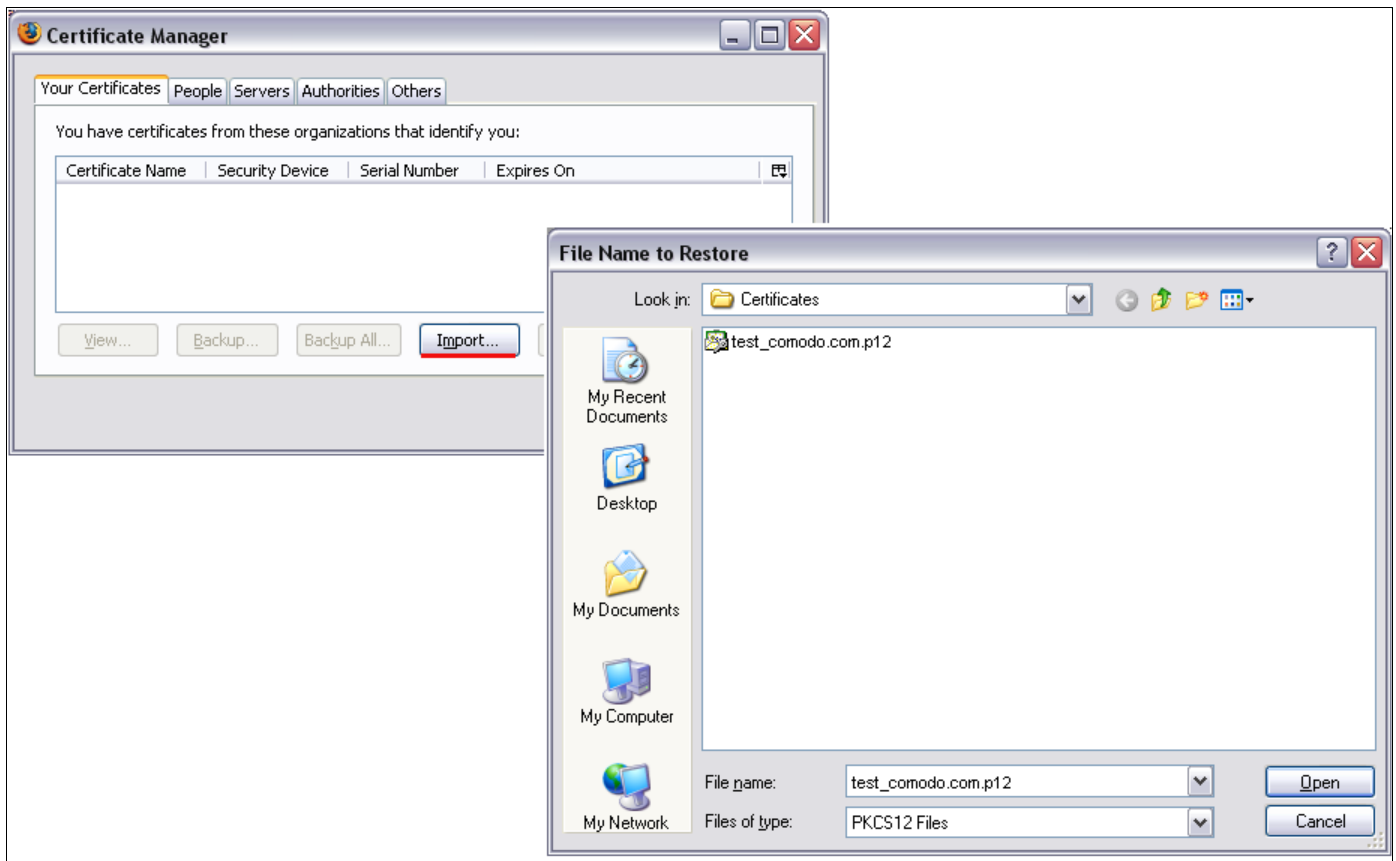 Certificate Manager
Your Certificates People Servers Authorities Others
You have certificates from these organizations that identify you:
Certificate Name Security Device Serial Number Expires On
View... Backup... Backup All... Import...
File Name to Restore
Look in: Certificates
test_comodo.com.p12
My Recent
Documents
Desktop
My Documents
My Computer
My Network
File name: test_comodo.com.p12 Open
Files of type: PKCS12 Files Cancel